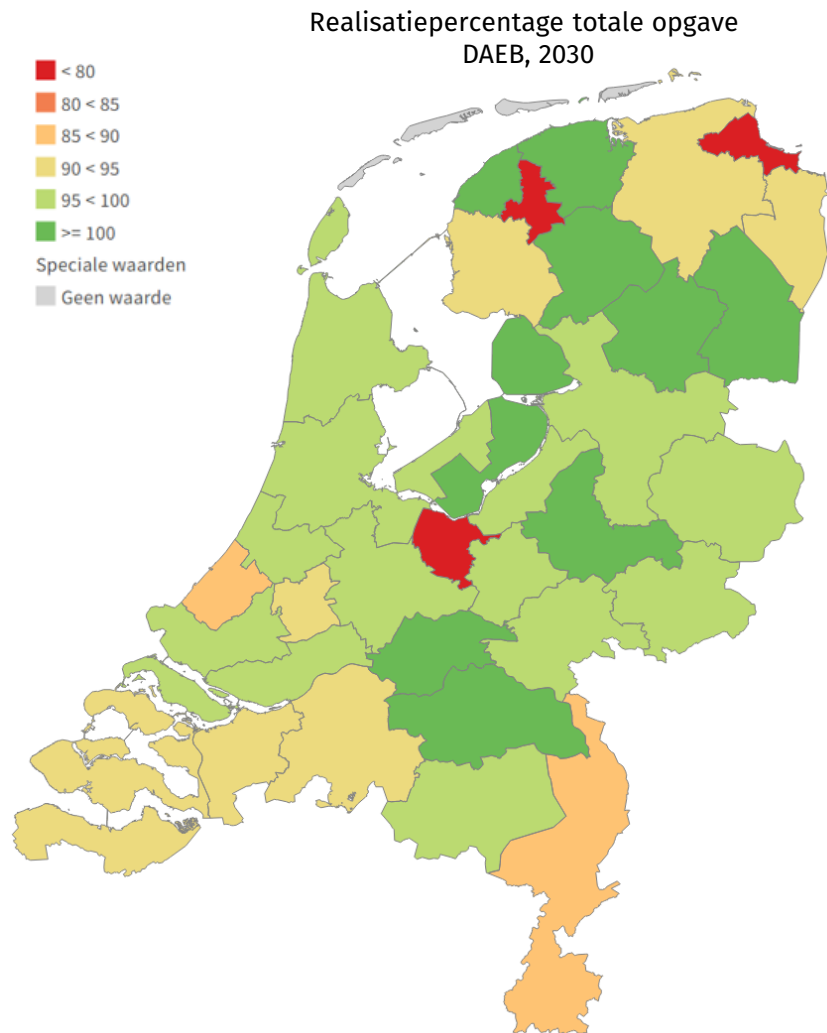 Realisatiepercentage totale opgave
DAEB, 2030
< 80
80 < 85
85 < 90
90 < 95
95 < 100
>= 100
Speciale waarden
Geen waarde